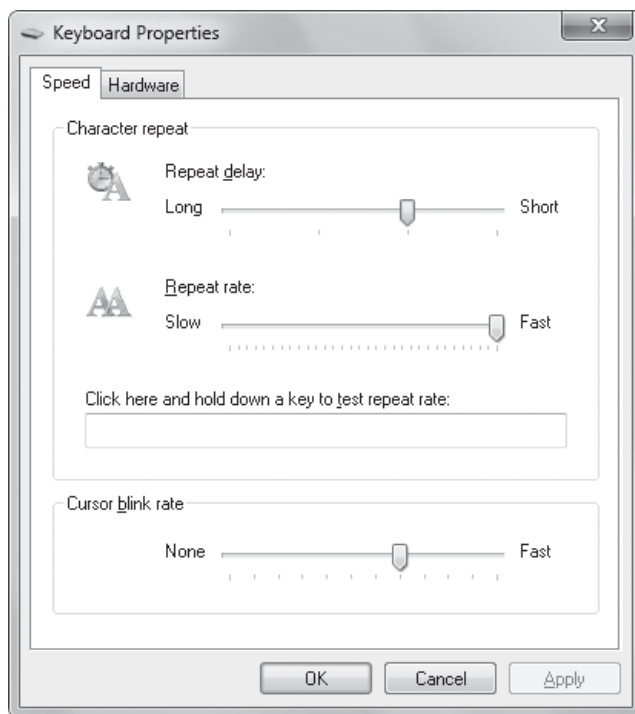 Keyboard Properties
Speed
Hardware
Character repeat
Repeat delay:
Long
Short
Repeat rate:
Slow
Fast
Click here and hold down a key to test repeat rate:
Cursor blink rate
None
Fast
OK
Cancel
Apply